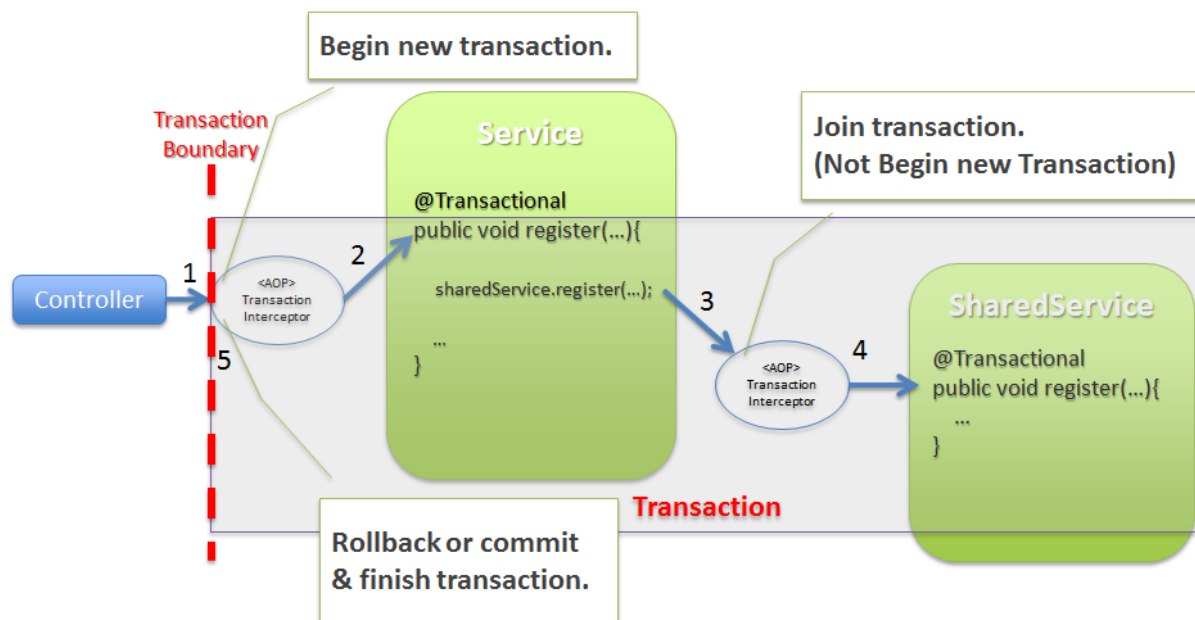 Begin new transaction.
Transaction
Boundary
Service
Join transaction.
(Not Begin new Transaction)
@Transactional
public void register(...){
sharedService.register(...);
...
}
1
2
Controller
<AOP>
Transaction
Interceptor
3
5
<AOP>
Transaction
Interceptor
4
SharedService
@Transactional
public void register(...){
...
}
Transaction
Rollback or commit
& finish transaction.